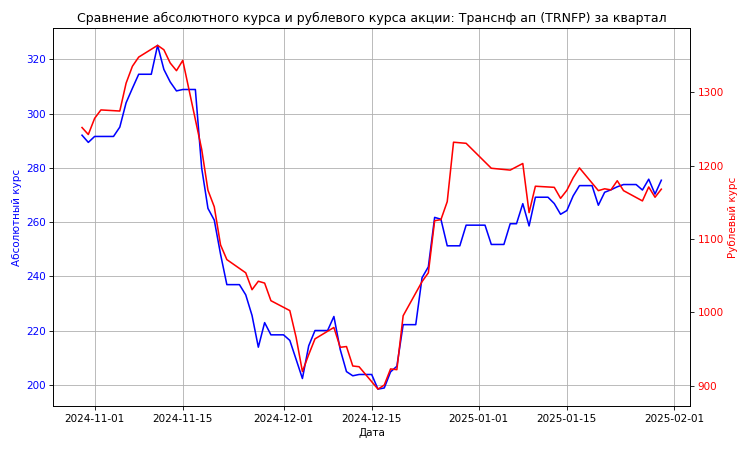 Сравнение абсолютного курса и рублевого курса акции: Транснф ап (TRNFP) за квартал
Абсолютный курс
320
300
280
260
240
220
200
1300
1200
1100
1000
900
Рублевый курс
2024-11-01 2024-11-15 2024-12-01 2024-12-15 2025-01-01 2025-01-15 2025-02-01
Дата